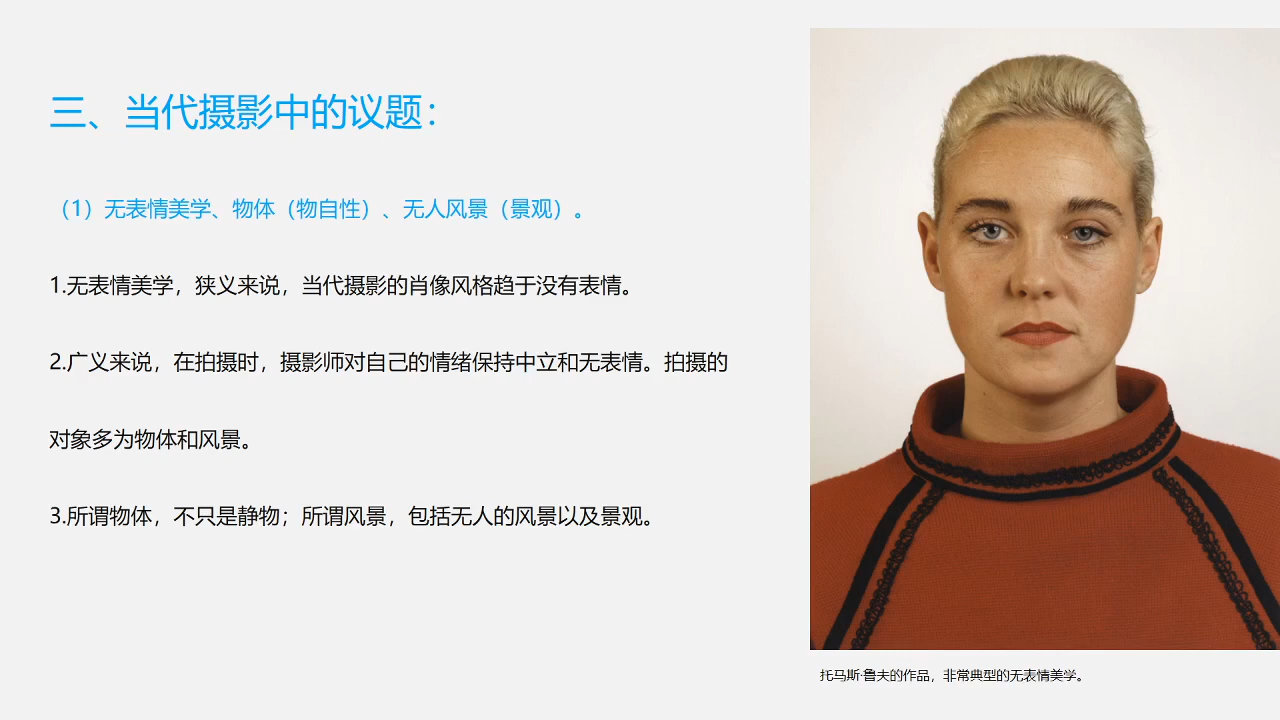 三、当代摄影中的议题：
（1）无表情美学、物体（物自性）、无人风景（景观）。
1.无表情美学，狭义来说，当代摄影的肖像风格趋于没有表情。
2.广义来说，在拍摄时，摄影师对自己的情绪保持中立和无表情。拍摄的
对象多为物体和风景。
3.所谓物体，不只是静物；所谓风景，包括无人的风景以及景观。
托马斯·鲁夫的作品，非常典型的无表情美学。